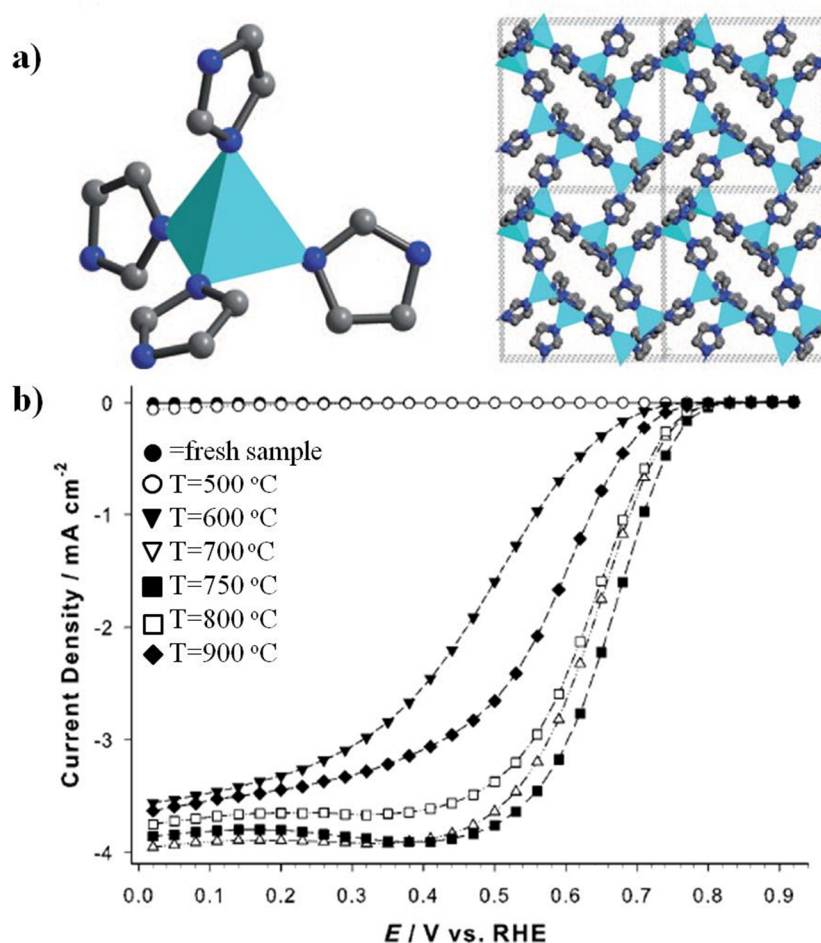 a)
b)
Current Density / mA cm⁻²
0
-1
-2
-3
-4
● =fresh sample
○ T=500 °C
▼ T=600 °C
▽ T=700 °C
■ T=750 °C
□ T=800 °C
◆ T=900 °C
0.0 0.1 0.2 0.3 0.4 0.5 0.6 0.7 0.8 0.9
E / V vs. RHE